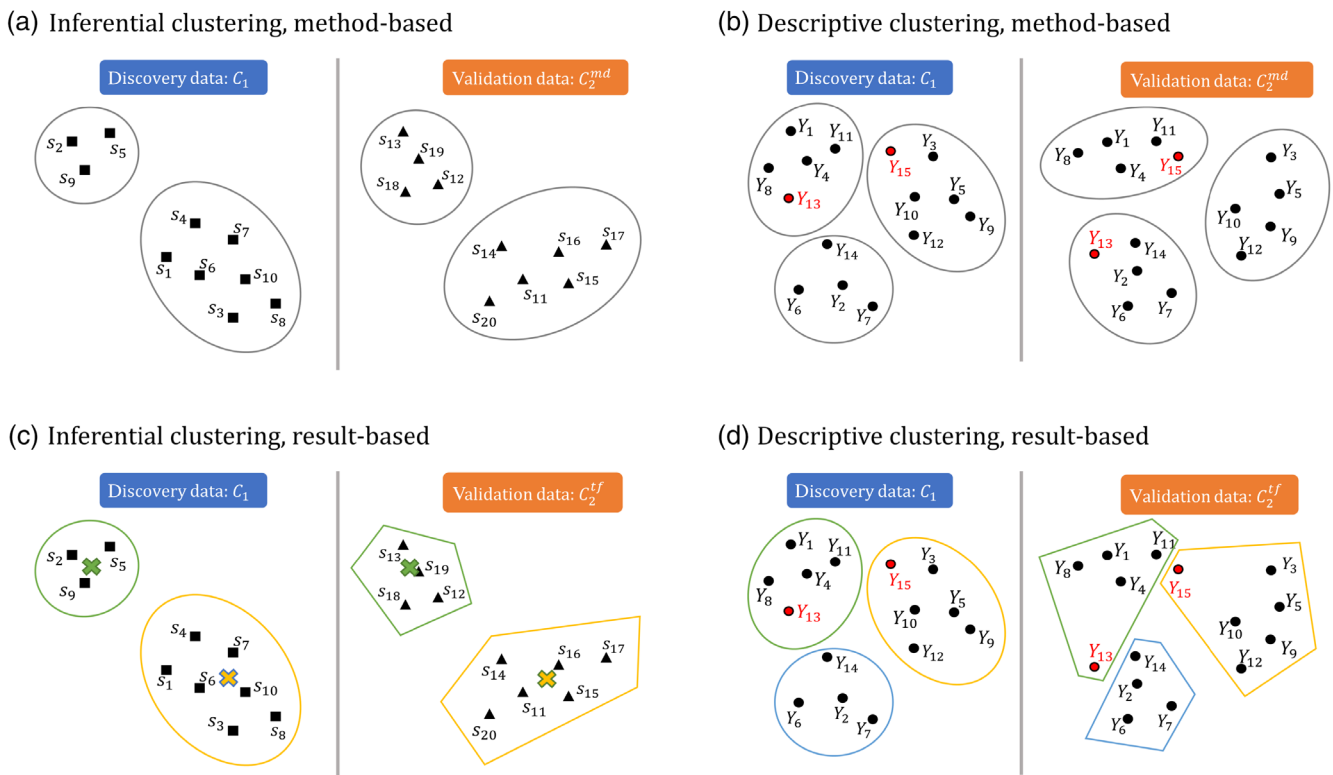 (a) Inferential clustering, method-based
Discovery data: C₁
Validation data: C₂ᵐᵈ
s₂
s₅
s₉
s₄
s₇
s₁
s₆
s₁₀
s₃
s₈
s₁₃
s₁₉
s₁₈
s₁₂
s₁₄
s₁₆
s₁₇
s₁₁
s₁₅
s₂₀
(b) Descriptive clustering, method-based
Discovery data: C₁
Validation data: C₂ᵐᵈ
Y₁
Y₁₁
Y₈
Y₄
Y₁₃
Y₃
Y₁₅
Y₅
Y₁₀
Y₉
Y₁₂
Y₁₄
Y₆
Y₂
Y₇
Y₁
Y₁₁
Y₈
Y₄
Y₁₅
Y₃
Y₅
Y₁₀
Y₉
Y₁₂
Y₁₃
Y₁₄
Y₂
Y₆
Y₇
(c) Inferential clustering, result-based
Discovery data: C₁
Validation data: C₂ᵗᶠ
s₂
s₅
s₉
s₄
s₇
s₁
s₆
s₁₀
s₃
s₈
s₁₃
s₁₉
s₁₈
s₁₂
s₁₄
s₁₆
s₁₇
s₁₁
s₁₅
s₂₀
(d) Descriptive clustering, result-based
Discovery data: C₁
Validation data: C₂ᵗᶠ
Y₁
Y₁₁
Y₈
Y₄
Y₁₃
Y₃
Y₁₅
Y₅
Y₁₀
Y₉
Y₁₂
Y₁₄
Y₆
Y₂
Y₇
Y₁
Y₁₁
Y₈
Y₄
Y₁₅
Y₃
Y₅
Y₁₀
Y₉
Y₁₂
Y₁₃
Y₁₄
Y₂
Y₆
Y₇